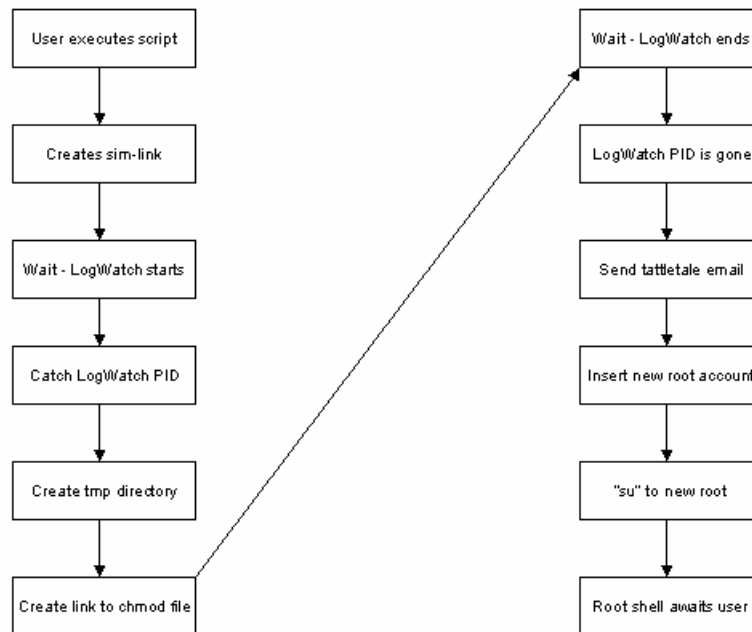 User executes script
Creates sim-link
Wait - LogWatch starts
Catch LogWatch PID
Create tmp directory
Create link to chmod file
Wait - LogWatch ends
LogWatch PID is gone
Send tattletale email
Insert new root account
"su" to new root
Root shell awaits user